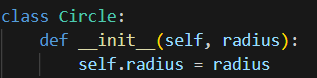 class Circle:
    def __init__(self, radius):
        self.radius = radius